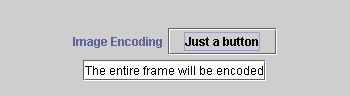 Image Encoding Just a button
The entire frame will be encoded